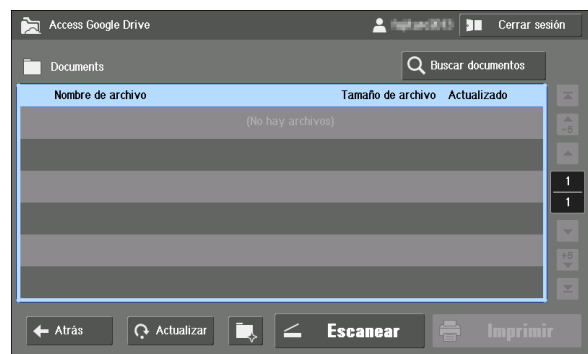 Access Google Drive
Cerrar sesión
Documents
Buscar documentos
Nombre de archivo Tamaño de archivo Actualizado
(No hay archivos)
-5
1
1
+5
Atrás Actualizar Escanear Imprimir